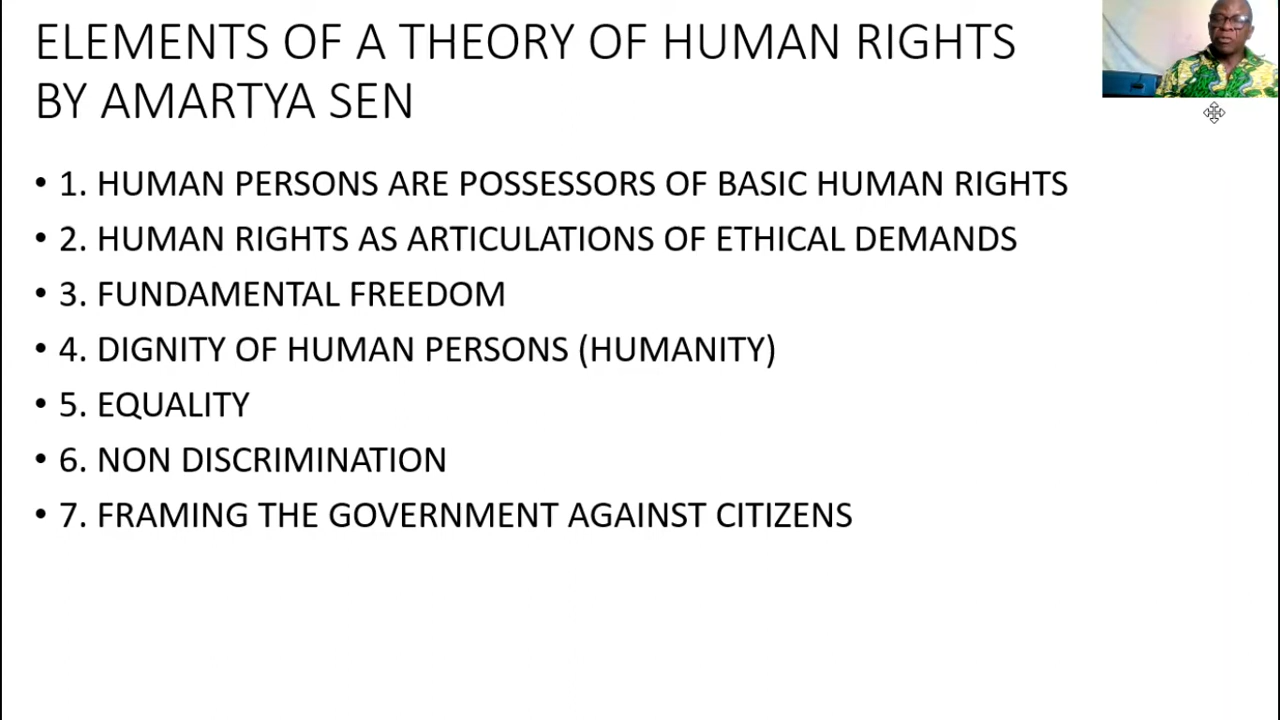 ELEMENTS OF A THEORY OF HUMAN RIGHTS
BY AMARTYA SEN
• 1. HUMAN PERSONS ARE POSSESSORS OF BASIC HUMAN RIGHTS
• 2. HUMAN RIGHTS AS ARTICULATIONS OF ETHICAL DEMANDS
• 3. FUNDAMENTAL FREEDOM
• 4. DIGNITY OF HUMAN PERSONS (HUMANITY)
• 5. EQUALITY
• 6. NON DISCRIMINATION
• 7. FRAMING THE GOVERNMENT AGAINST CITIZENS